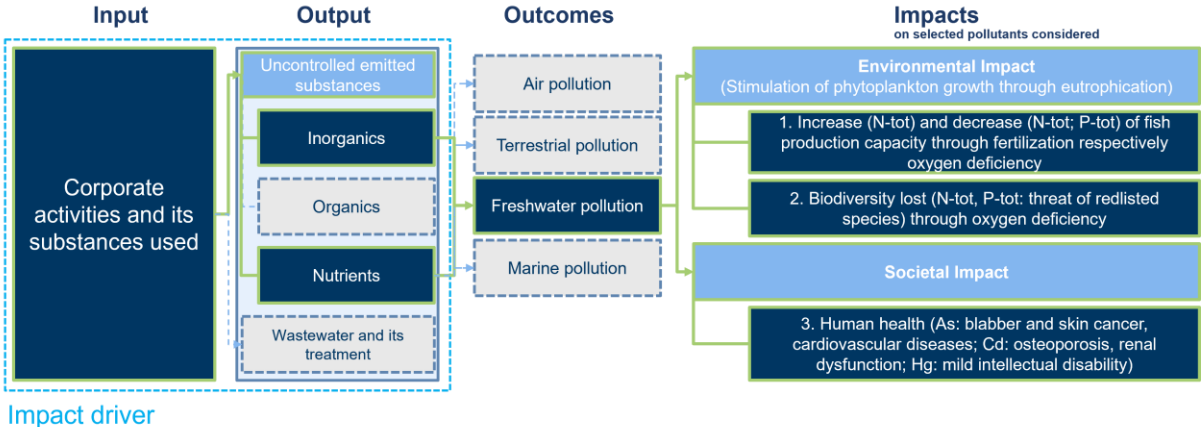 Input
Output
Outcomes
Impacts
on selected pollutants considered
Corporate
activities and its
substances used
Uncontrolled emitted
substances
Inorganics
Organics
Nutrients
Wastewater and its
treatment
Air pollution
Terrestrial pollution
Freshwater pollution
Marine pollution
Environmental Impact
(Stimulation of phytoplankton growth through eutrophication)
1. Increase (N-tot) and decrease (N-tot; P-tot) of fish
production capacity through fertilization respectively
oxygen deficiency
2. Biodiversity lost (N-tot, P-tot: threat of redlisted
species) through oxygen deficiency
Societal Impact
3. Human health (As: blabber and skin cancer,
cardiovascular diseases; Cd: osteoporosis, renal
dysfunction; Hg: mild intellectual disability)
Impact driver